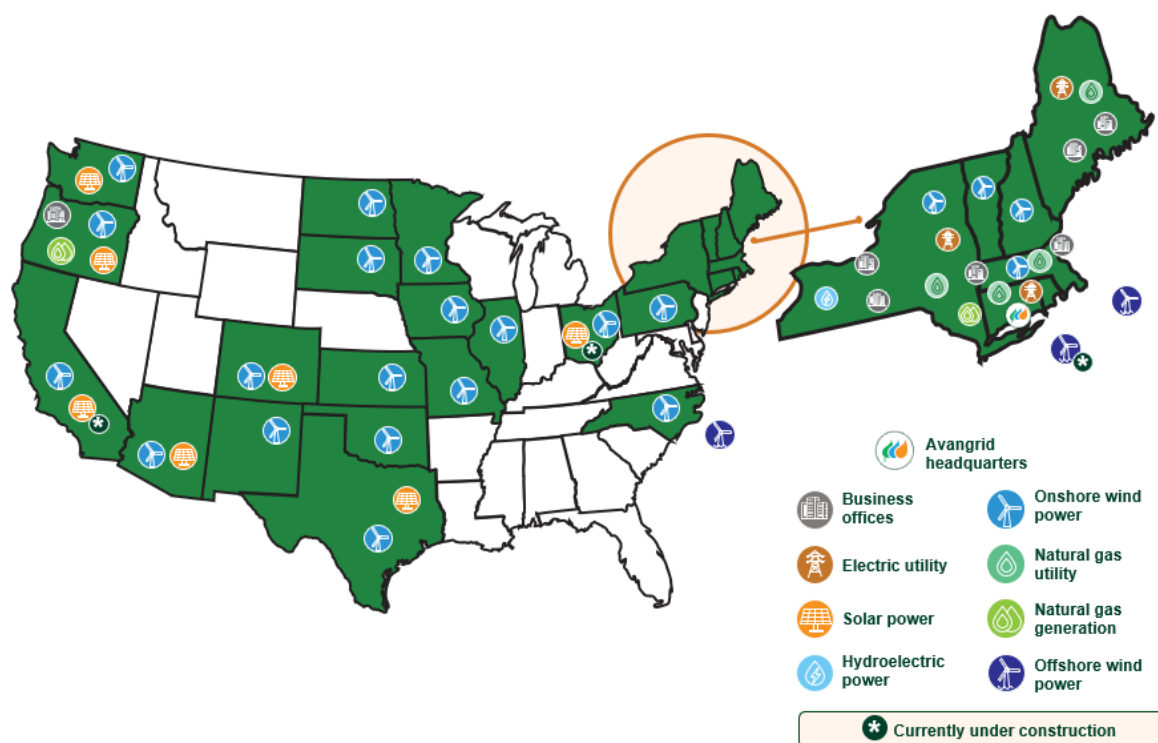 Avangrid
headquarters
Business
offices
Onshore wind
power
Electric utility
Natural gas
utility
Solar power
Natural gas
generation
Hydroelectric
power
Offshore wind
power
* Currently under construction